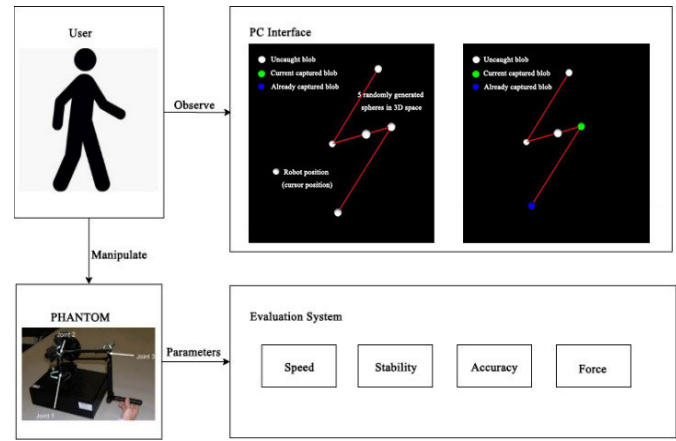 User
PC Interface
Uncaught blob
Current captured blob
Already captured blob
5 randomly generated
spheres in 3D space
Robot position
(cursor position)
Uncaught blob
Current captured blob
Already captured blob
Observe
Manipulate
PHANTOM
Joint 2
Joint 3
Joint 1
Parameters
Evaluation System
Speed
Stability
Accuracy
Force